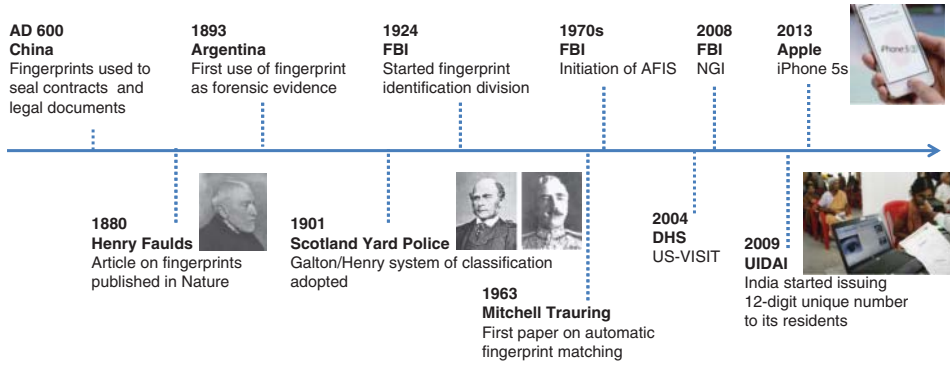 AD 600
China
Fingerprints used to
seal contracts and
legal documents
1893
Argentina
First use of fingerprint
as forensic evidence
1924
FBI
Started fingerprint
identification division
1970s
FBI
Initiation of AFIS
2008
FBI
NGI
2013
Apple
iPhone 5s
iPhone 5s
1880
Henry Faulds
Article on fingerprints
published in Nature
1901
Scotland Yard Police
Galton/Henry system of classification
adopted
1963
Mitchell Trauring
First paper on automatic
fingerprint matching
2004
DHS
US-VISIT
2009
UIDAI
India started issuing
12-digit unique number
to its residents